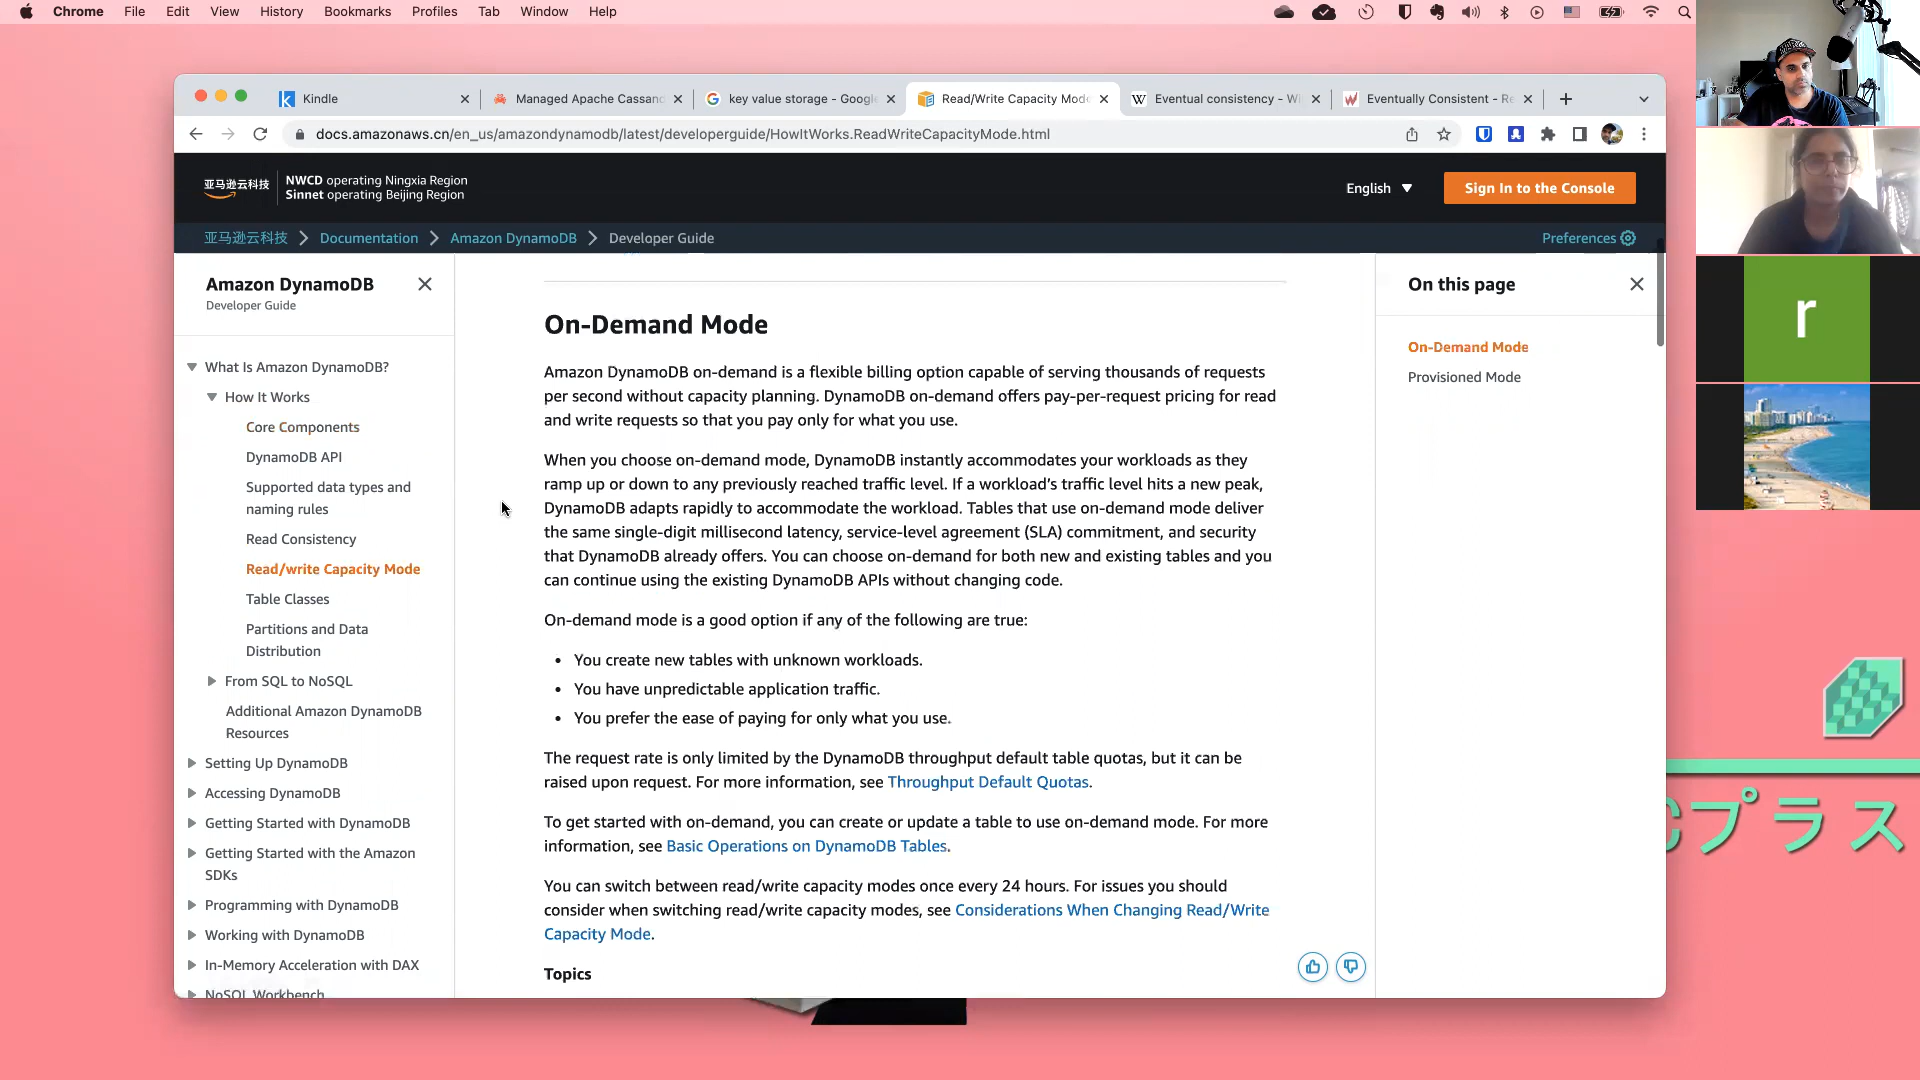 Chrome File Edit View History Bookmarks Profiles Tab Window Help
Kindle
Managed Apache Cassand
key value storage - Google
Read/Write Capacity Mode
Eventual consistency - Wi
Eventually Consistent - Re
docs.amazonaws.cn/en_us/amazondynamodb/latest/developerguide/HowItWorks.ReadWriteCapacityMode.html
亚马逊云科技
NWCD operating Ningxia Region
Sinnet operating Beijing Region
English
Sign In to the Console
亚马逊云科技 Documentation Amazon DynamoDB Developer Guide
Preferences
Amazon DynamoDB
Developer Guide
What Is Amazon DynamoDB?
How It Works
Core Components
DynamoDB API
Supported data types and
naming rules
Read Consistency
Read/write Capacity Mode
Table Classes
Partitions and Data
Distribution
From SQL to NoSQL
Additional Amazon DynamoDB
Resources
Setting Up DynamoDB
Accessing DynamoDB
Getting Started with DynamoDB
Getting Started with the Amazon
SDKs
Programming with DynamoDB
Working with DynamoDB
In-Memory Acceleration with DAX
NoSQL Workbench
On-Demand Mode
Amazon DynamoDB on-demand is a flexible billing option capable of serving thousands of requests
per second without capacity planning. DynamoDB on-demand offers pay-per-request pricing for read
and write requests so that you pay only for what you use.
When you choose on-demand mode, DynamoDB instantly accommodates your workloads as they
ramp up or down to any previously reached traffic level. If a workload's traffic level hits a new peak,
DynamoDB adapts rapidly to accommodate the workload. Tables that use on-demand mode deliver
the same single-digit millisecond latency, service-level agreement (SLA) commitment, and security
that DynamoDB already offers. You can choose on-demand for both new and existing tables and you
can continue using the existing DynamoDB APIs without changing code.
On-demand mode is a good option if any of the following are true:
• You create new tables with unknown workloads.
• You have unpredictable application traffic.
• You prefer the ease of paying for only what you use.
The request rate is only limited by the DynamoDB throughput default table quotas, but it can be
raised upon request. For more information, see Throughput Default Quotas.
To get started with on-demand, you can create or update a table to use on-demand mode. For more
information, see Basic Operations on DynamoDB Tables.
You can switch between read/write capacity modes once every 24 hours. For issues you should
consider when switching read/write capacity modes, see Considerations When Changing Read/Write
Capacity Mode.
Topics
On this page
On-Demand Mode
Provisioned Mode
r
Cプラス